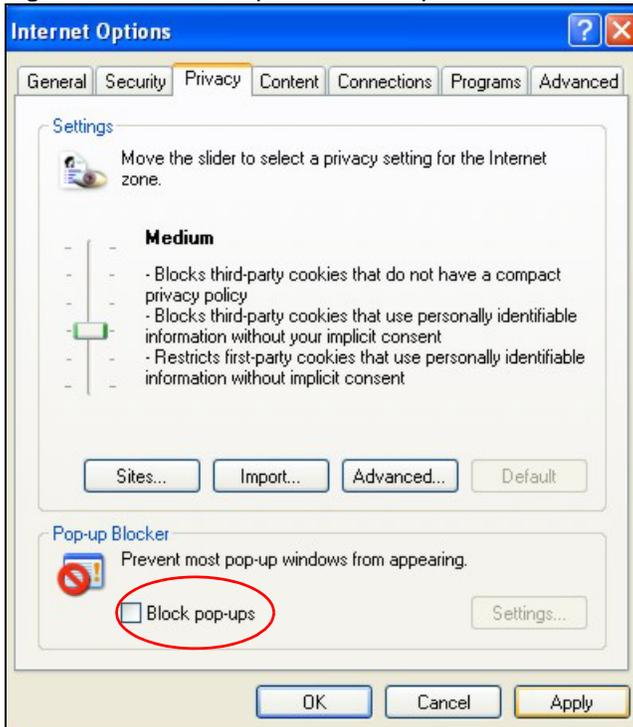 Internet Options
General Security Privacy Content Connections Programs Advanced
Settings
Move the slider to select a privacy setting for the Internet
zone.
Medium
- Blocks third-party cookies that do not have a compact
privacy policy
- Blocks third-party cookies that use personally identifiable
information without your implicit consent
- Restricts first-party cookies that use personally identifiable
information without implicit consent
Sites... Import... Advanced... Default
Pop-up Blocker
Prevent most pop-up windows from appearing.
Block pop-ups Settings...
OK Cancel Apply